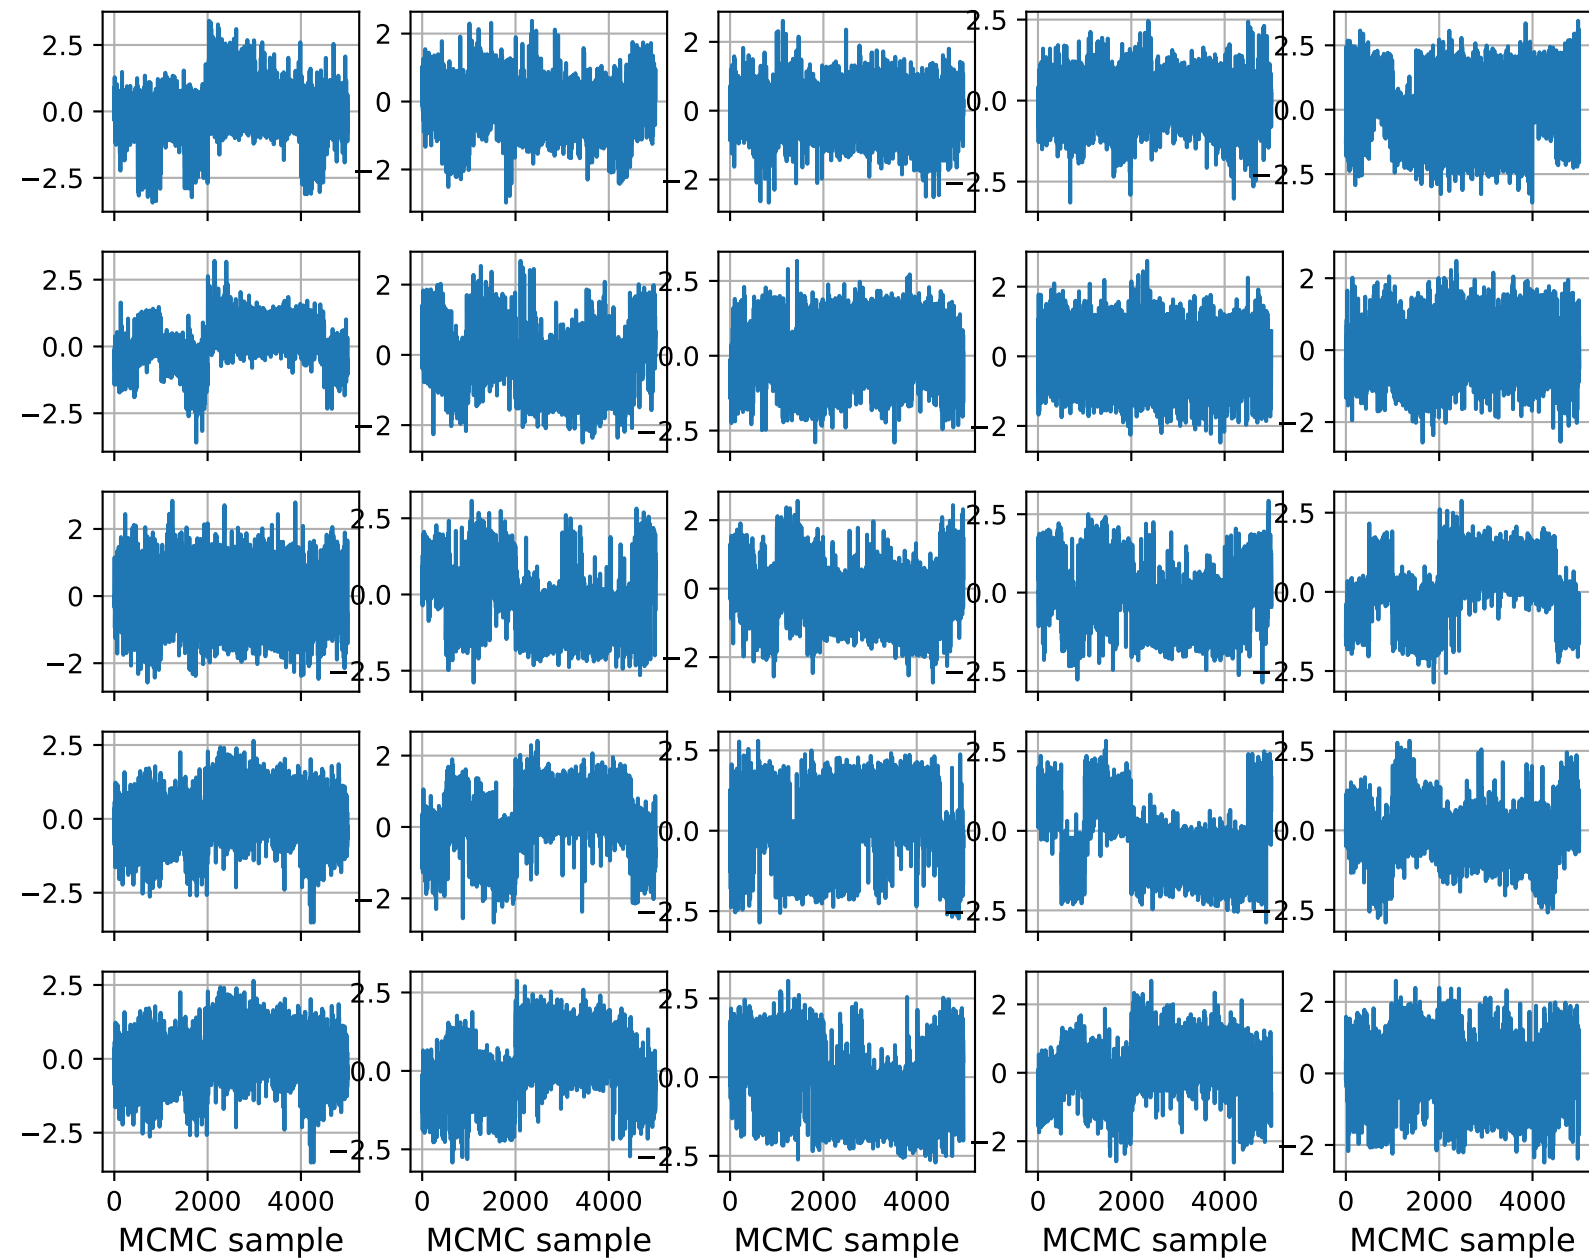 2.5 2 2 2.5 2.5
0.0 0 0 0.0 0.0
−2.5 −2 −2 −2.5 −2.5
2.5 2 2.5 2 2
0.0 0 0.0 0 0
−2.5 −2 −2.5 −2 −2
2 2.5 2 2.5 2.5
0 0.0 0 0.0 0.0
−2 −2.5 −2 −2.5 −2.5
2.5 2 2.5 2.5 2.5
0.0 0 0.0 0.0 0.0
−2.5 −2 −2.5 −2.5 −2.5
2.5 2.5 2.5 2 2
0.0 0.0 0.0 0 0
−2.5 −2.5 −2.5 −2 −2
0 2000 4000 0 2000 4000 0 2000 4000 0 2000 4000 0 2000 4000
MCMC sample MCMC sample MCMC sample MCMC sample MCMC sample